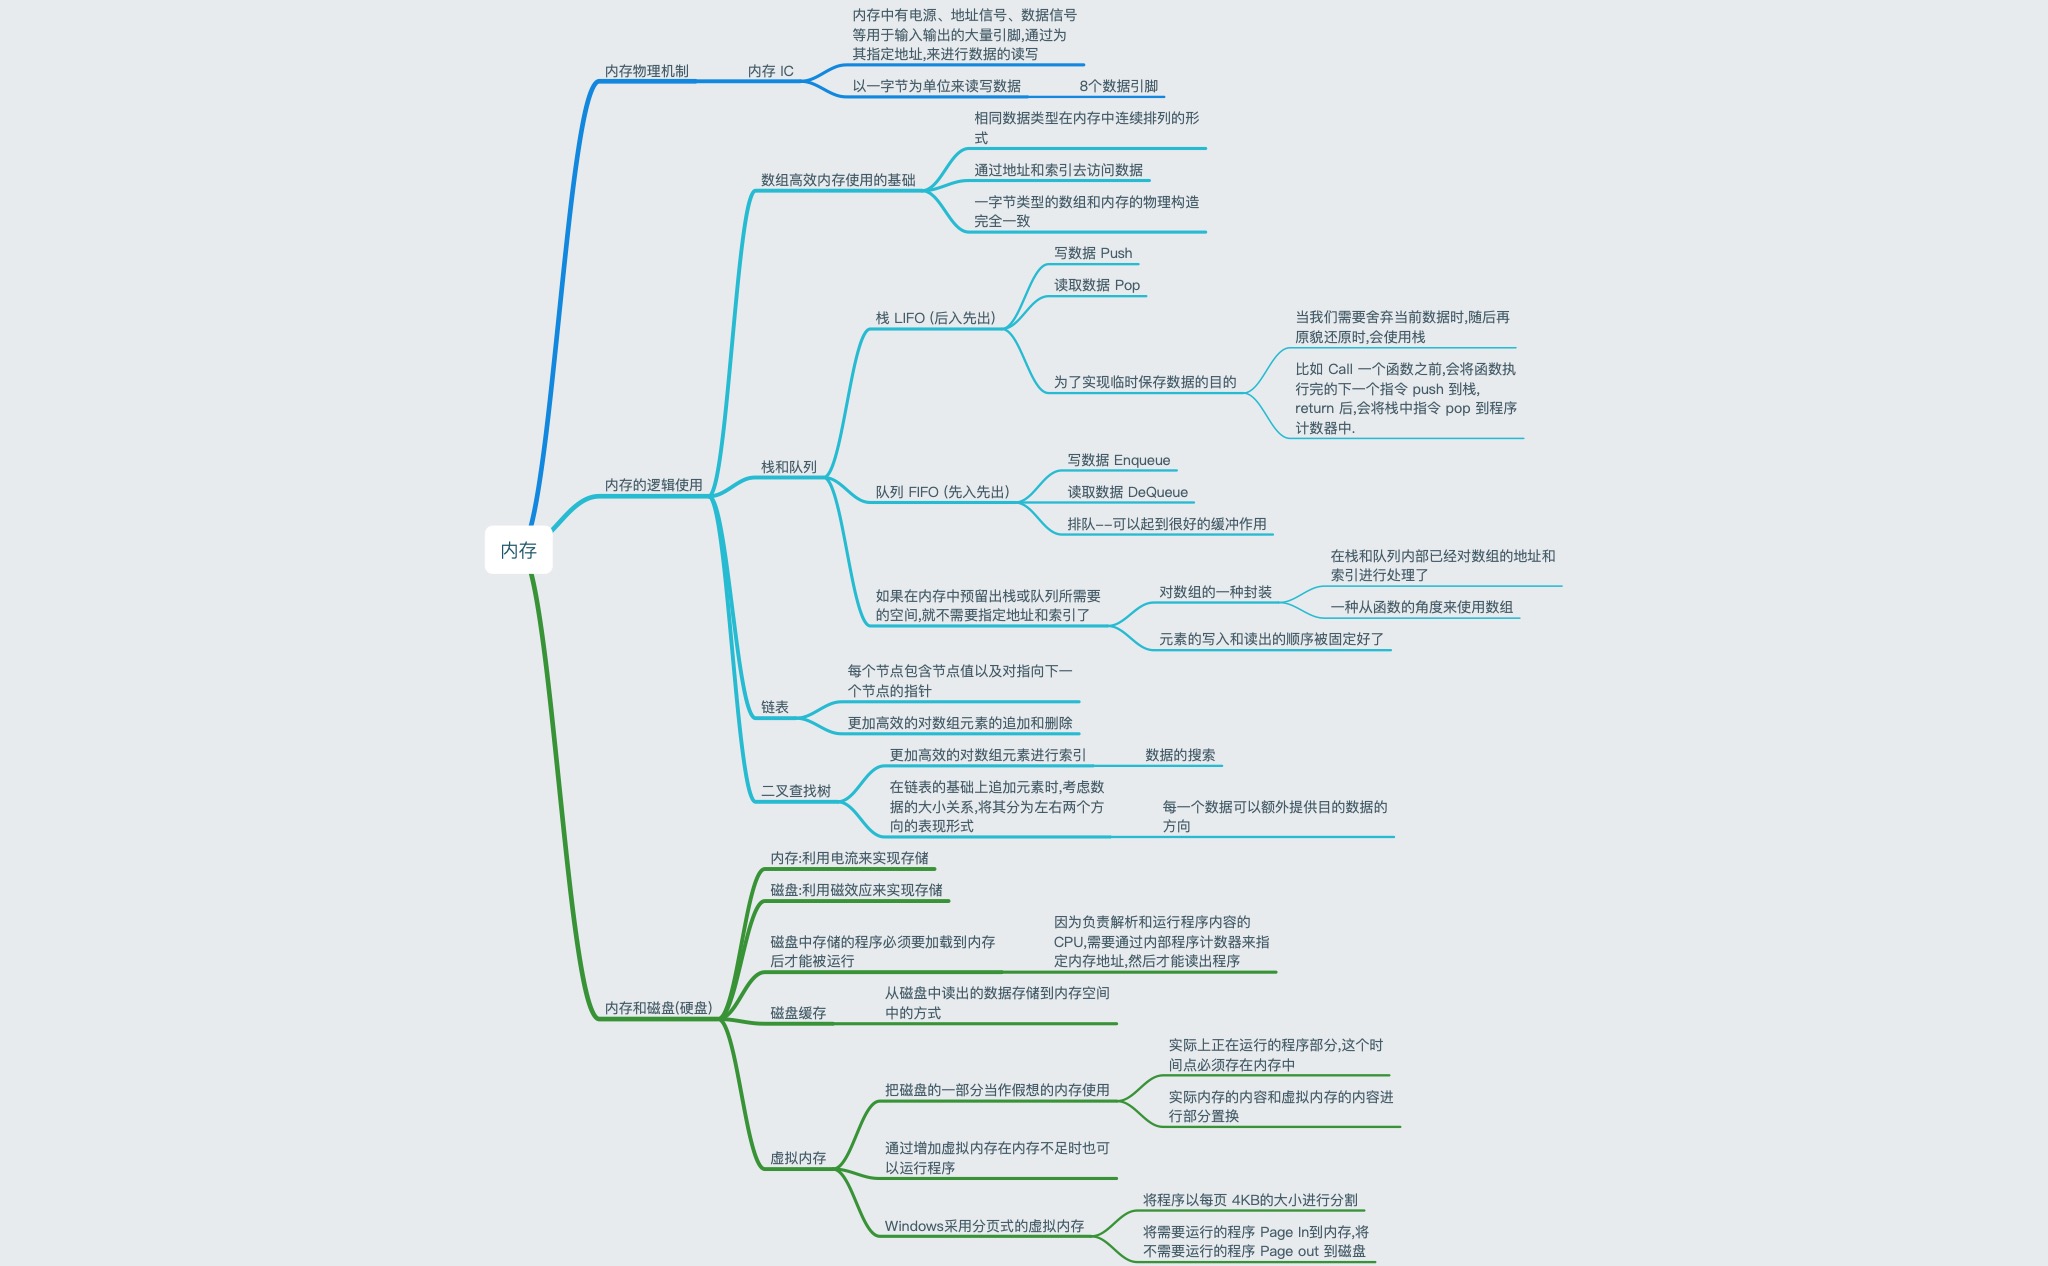 内存
内存物理机制
内存 IC
内存中有电源、地址信号、数据信号
等用于输入输出的大量引脚,通过为
其指定地址,来进行数据的读写
以一字节为单位来读写数据
8个数据引脚
内存的逻辑使用
数组高效内存使用的基础
相同数据类型在内存中连续排列的形
式
通过地址和索引去访问数据
一字节类型的数组和内存的物理构造
完全一致
栈和队列
栈 LIFO (后入先出)
写数据 Push
读取数据 Pop
为了实现临时保存数据的目的
当我们需要舍弃当前数据时,随后再
原貌还原时,会使用栈
比如 Call 一个函数之前,会将函数执
行完的下一个指令 push 到栈,
return 后,会将栈中指令 pop 到程序
计数器中.
队列 FIFO (先入先出)
写数据 Enqueue
读取数据 DeQueue
排队--可以起到很好的缓冲作用
如果在内存中预留出栈或队列所需要
的空间,就不需要指定地址和索引了
对数组的一种封装
在栈和队列内部已经对数组的地址和
索引进行处理了
一种从函数的角度来使用数组
元素的写入和读出的顺序被固定好了
链表
每个节点包含节点值以及对指向下一
个节点的指针
更加高效的对数组元素的追加和删除
二叉查找树
更加高效的对数组元素进行索引
数据的搜索
在链表的基础上追加元素时,考虑数
据的大小关系,将其分为左右两个方
向的表现形式
每一个数据可以额外提供目的数据的
方向
内存和磁盘(硬盘)
内存:利用电流来实现存储
磁盘:利用磁效应来实现存储
磁盘中存储的程序必须要加载到内存
后才能被运行
因为负责解析和运行程序内容的
CPU,需要通过内部程序计数器来指
定内存地址,然后才能读出程序
磁盘缓存
从磁盘中读出的数据存储到内存空间
中的方式
虚拟内存
把磁盘的一部分当作假想的内存使用
实际上正在运行的程序部分,这个时
间点必须存在内存中
实际内存的内容和虚拟内存的内容进
行部分置换
通过增加虚拟内存在内存不足时也可
以运行程序
Windows采用分页式的虚拟内存
将程序以每页 4KB的大小进行分割
将需要运行的程序 Page In到内存,将
不需要运行的程序 Page out 到磁盘